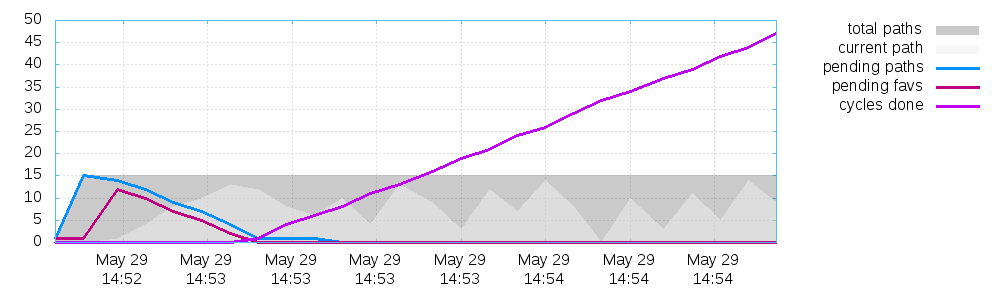 50
45
40
35
30
25
20
15
10
5
0
May 29 May 29 May 29 May 29 May 29 May 29 May 29 May 29
14:52 14:53 14:53 14:53 14:53 14:54 14:54 14:54
total paths
current path
pending paths
pending favs
cycles done